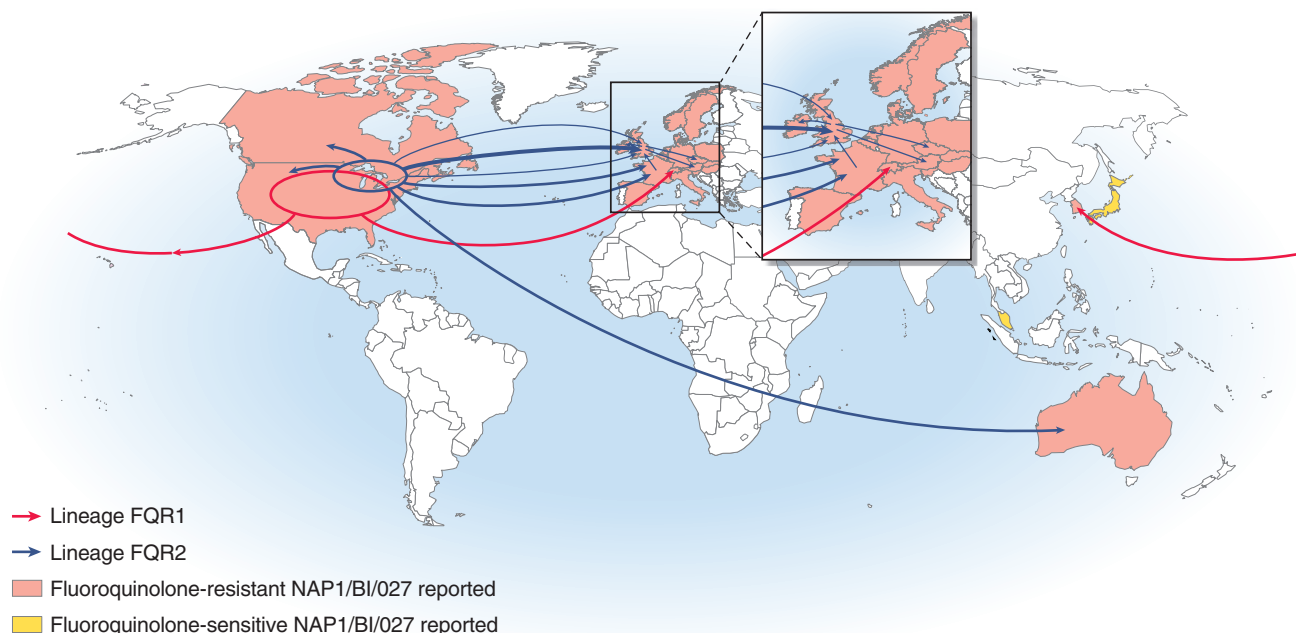 Lineage FQR1
Lineage FQR2
Fluoroquinolone-resistant NAP1/BI/027 reported
Fluoroquinolone-sensitive NAP1/BI/027 reported